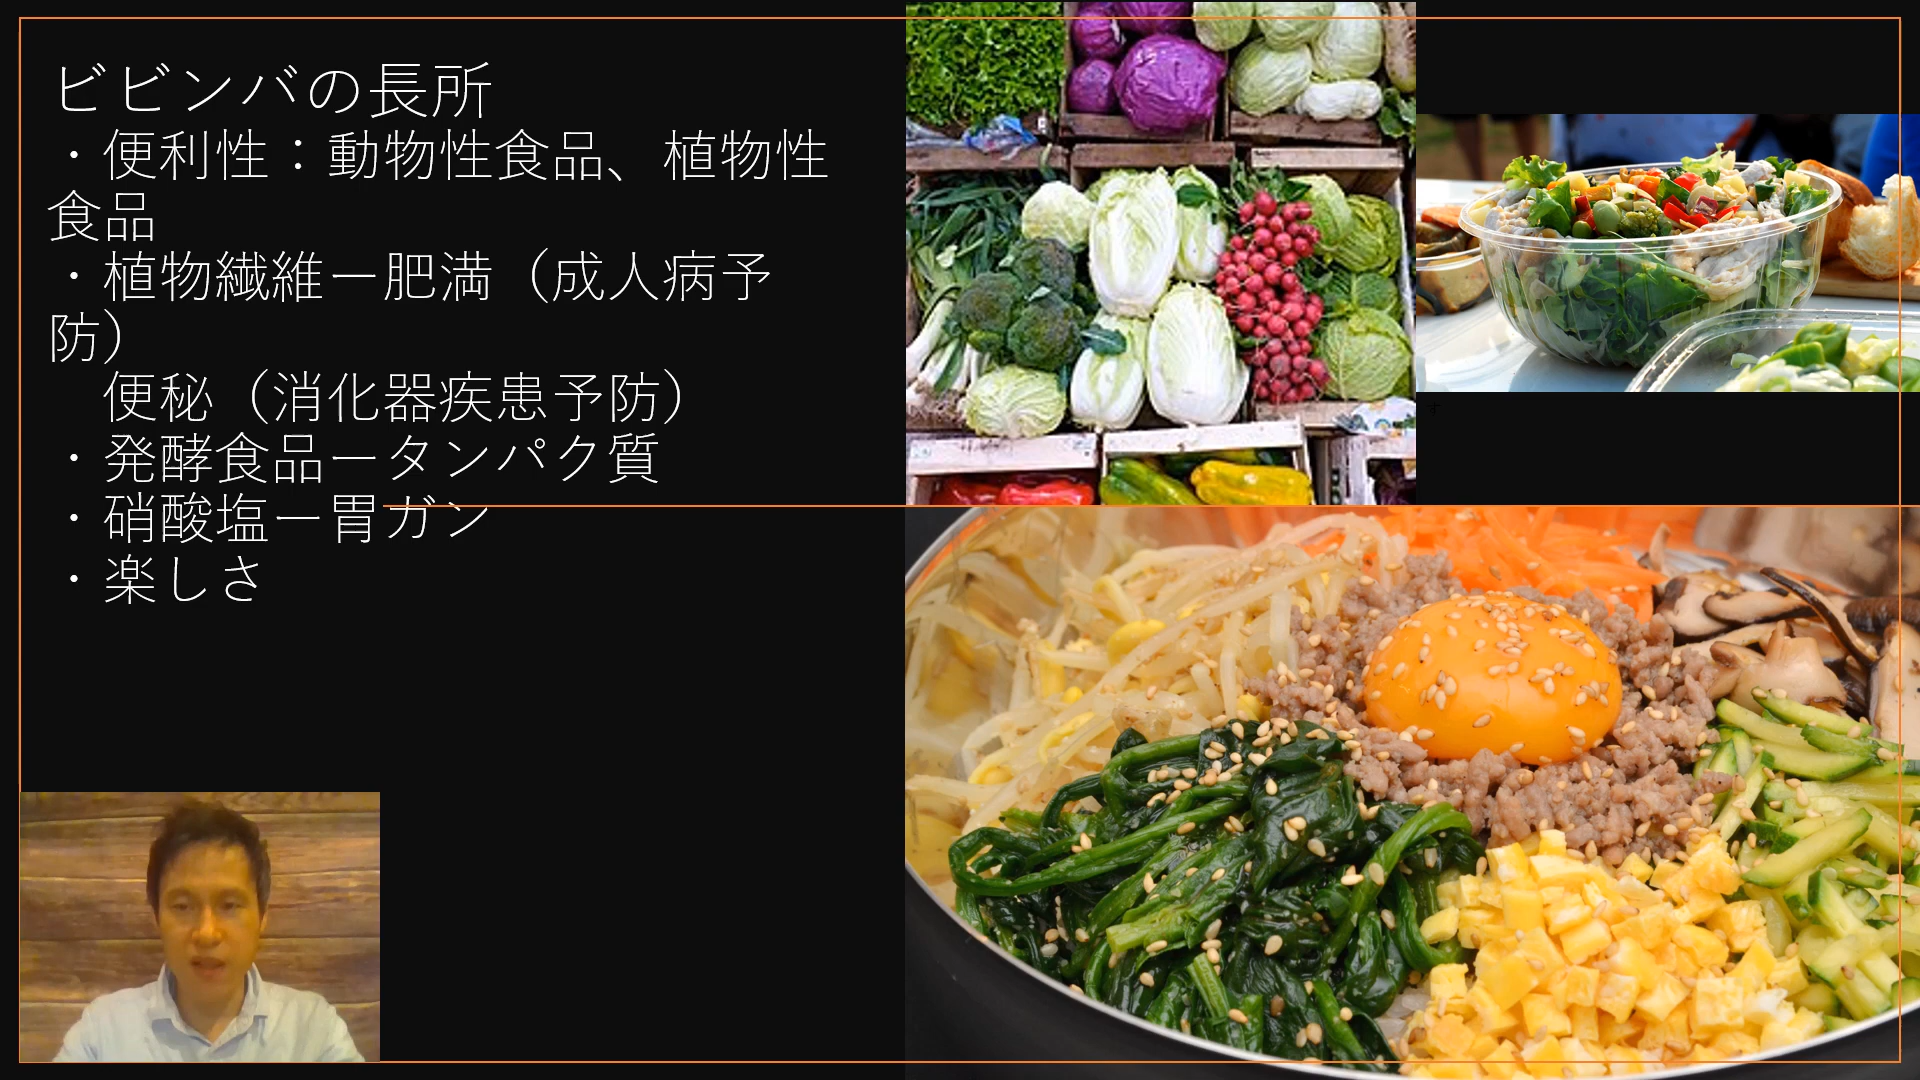 ビビンバの長所
・便利性：動物性食品、植物性
食品
・植物繊維ー肥満（成人病予
防）
便秘（消化器疾患予防）
・発酵食品ータンパク質
・硝酸塩ー胃ガン
・楽しさ
す